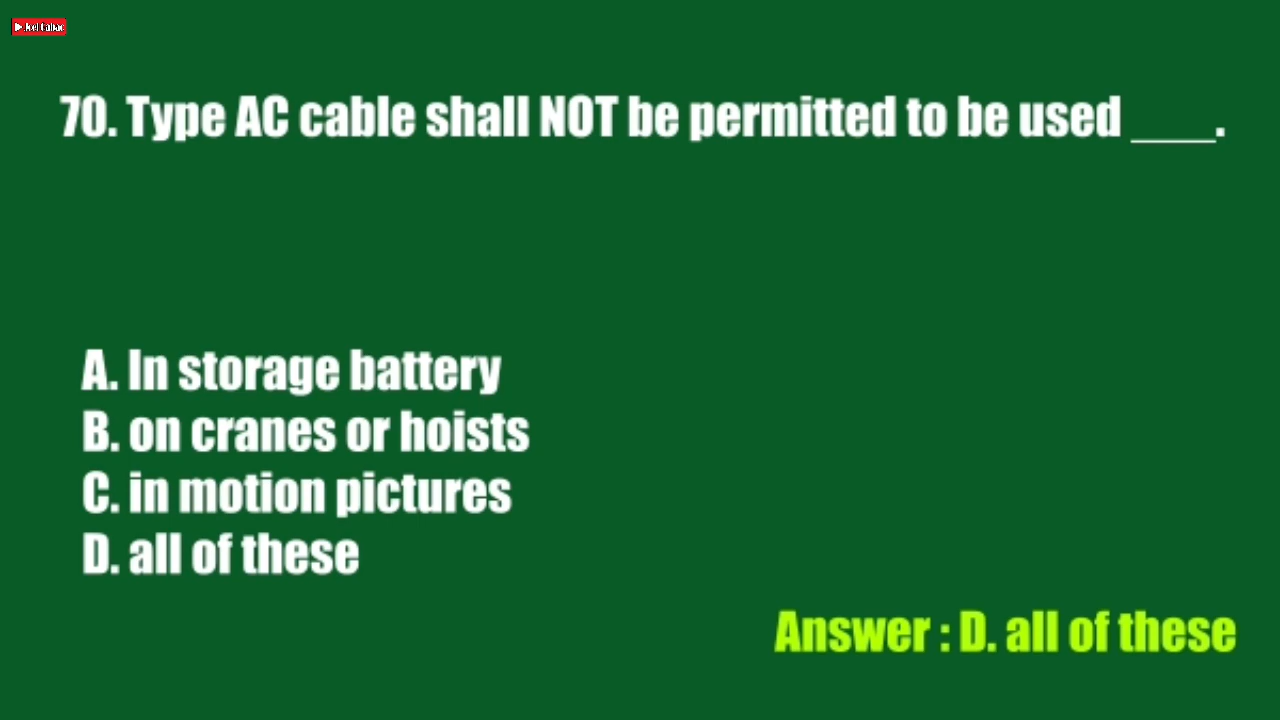 70. Type AC cable shall NOT be permitted to be used ____.
A. In storage battery
B. on cranes or hoists
C. in motion pictures
D. all of these
Answer : D. all of these